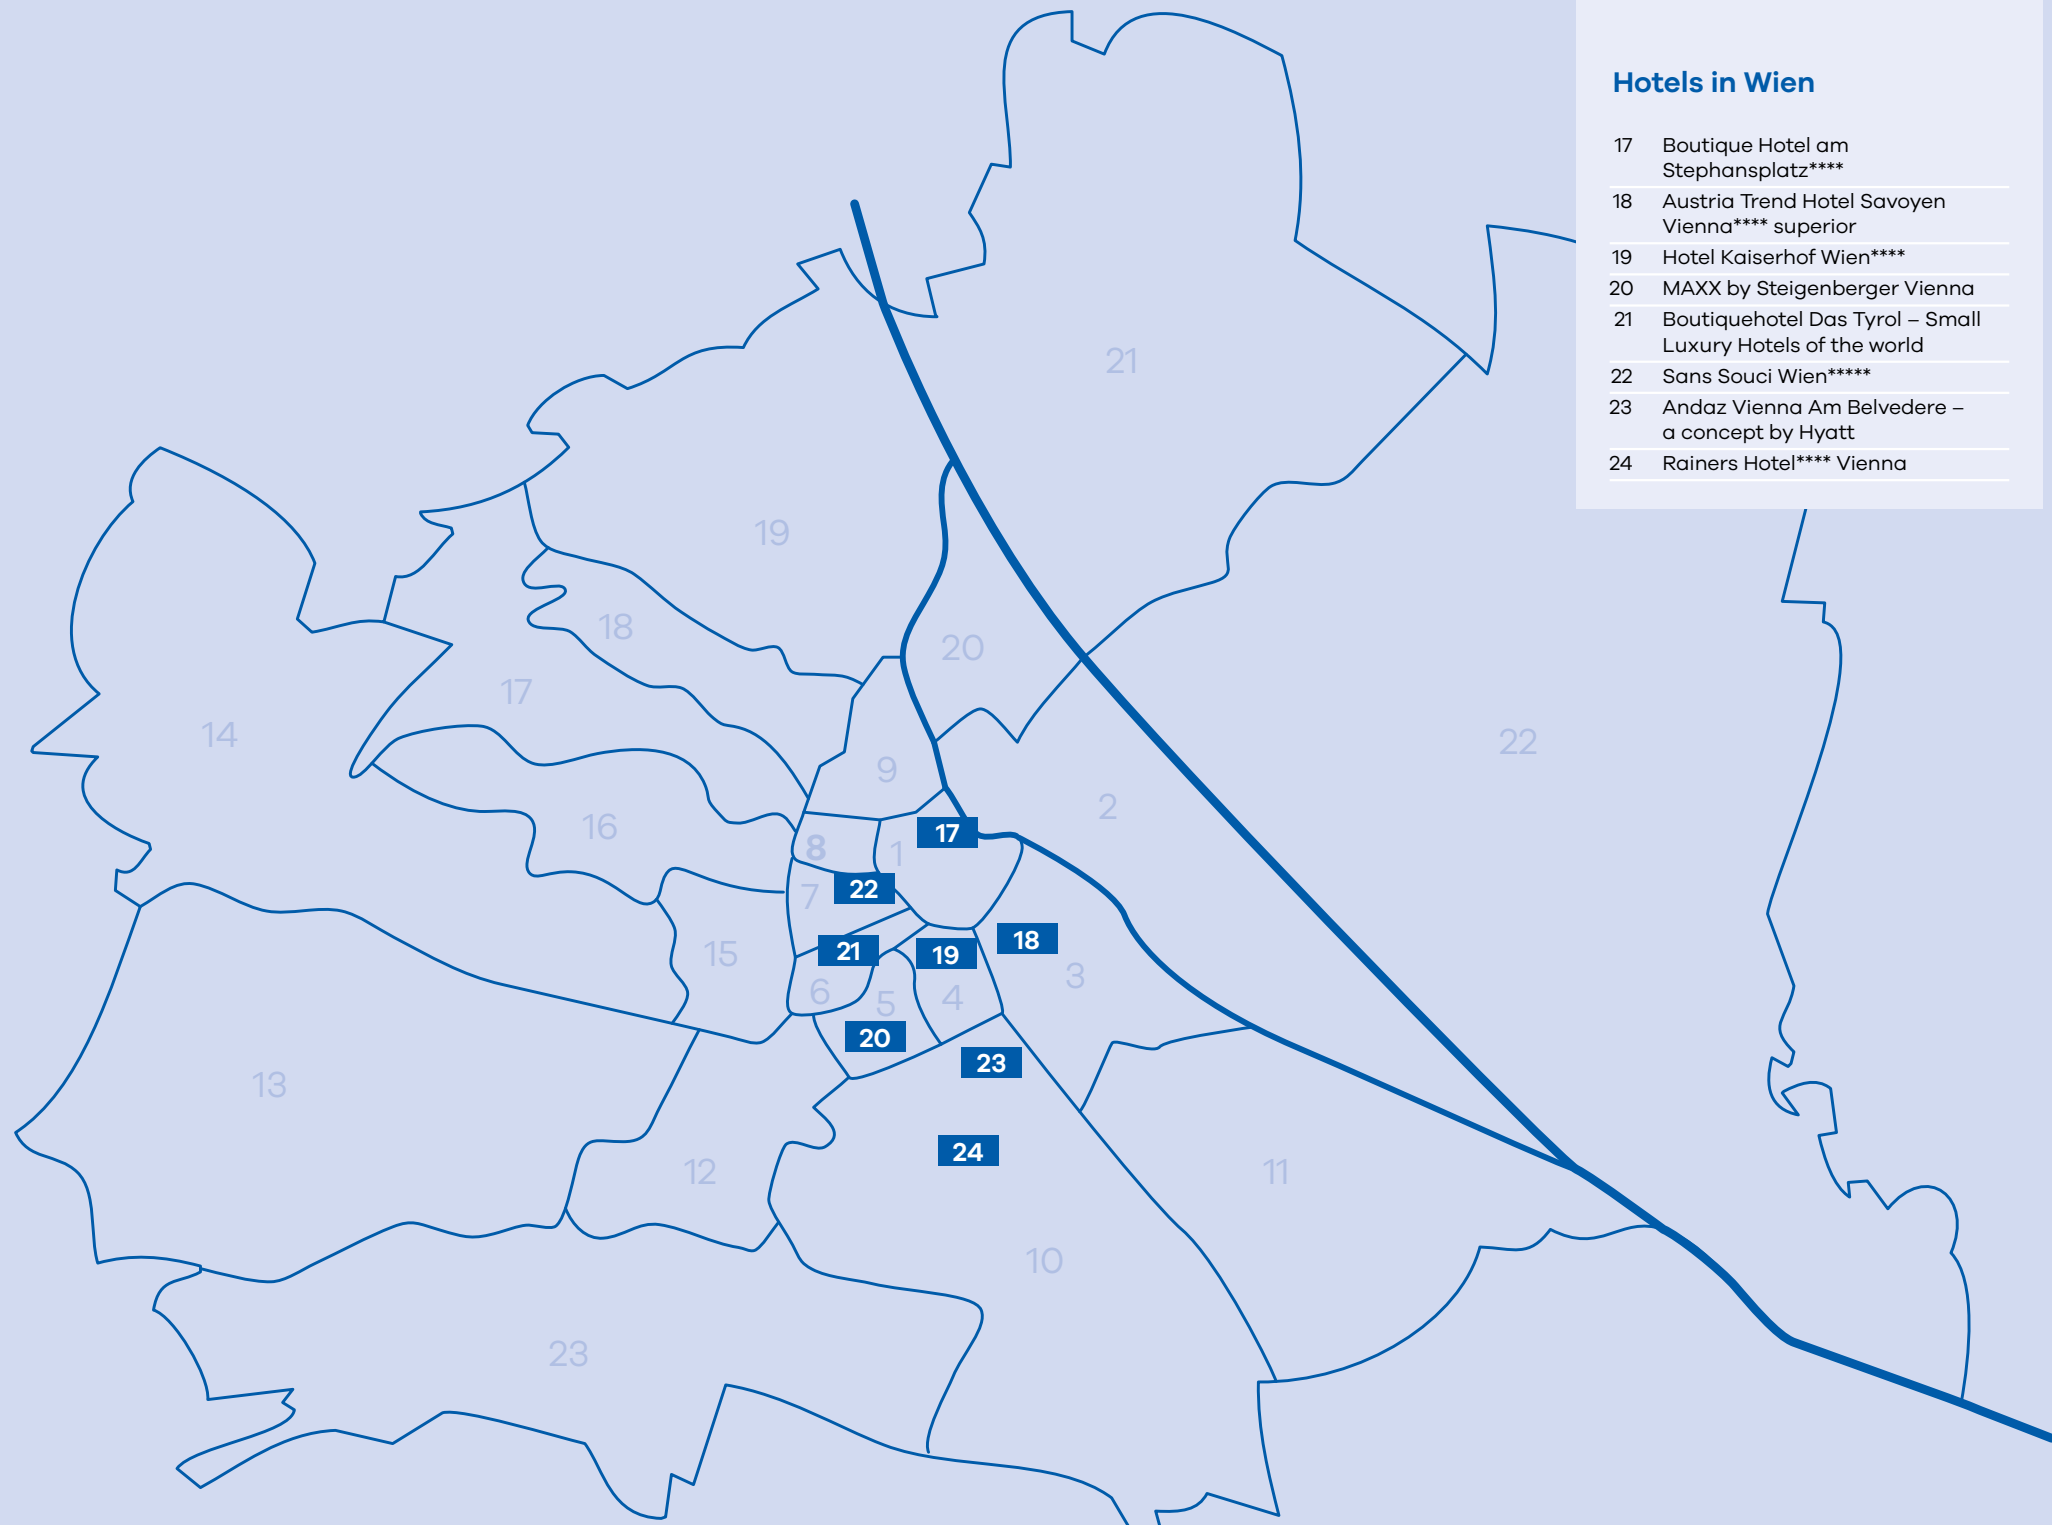 Hotels in Wien
17 Boutique Hotel am
Stephansplatz****
18 Austria Trend Hotel Savoyen
Vienna**** superior
19 Hotel Kaiserhof Wien****
20 MAXX by Steigenberger Vienna
21 Boutiquehotel Das Tyrol – Small
Luxury Hotels of the world
22 Sans Souci Wien*****
23 Andaz Vienna Am Belvedere –
a concept by Hyatt
24 Rainers Hotel**** Vienna
21
19
18
20
17
14
22
9
2
16
17
8
1
22
7
18
21
19
15
3
6
5
4
20
23
13
24
12
11
10
23